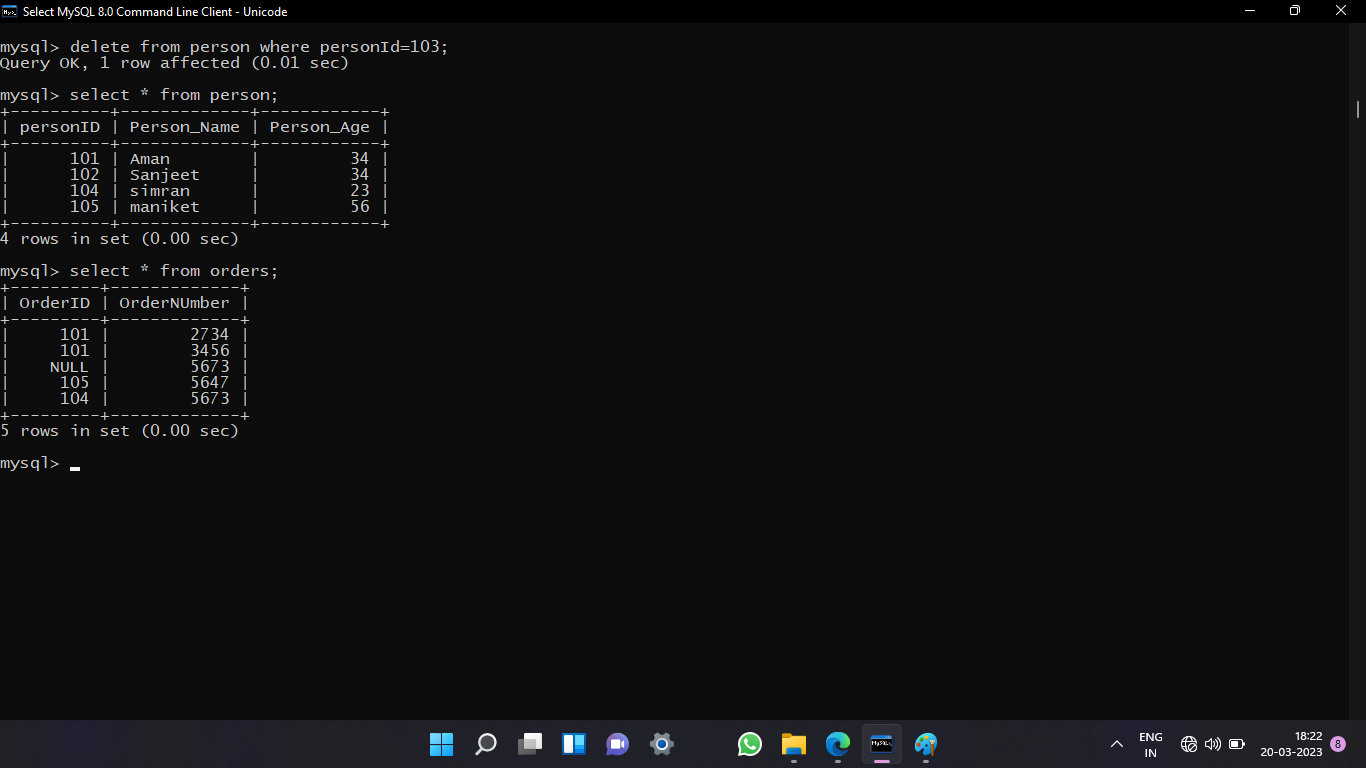 Select MySQL 8.0 Command Line Client - Unicode
mysql> delete from person where personId=103;
Query OK, 1 row affected (0.01 sec)
mysql> select * from person;
+----------+-------------+------------+
| personID | Person_Name | Person_Age |
+----------+-------------+------------+
|      101 | Aman        |         34 |
|      102 | Sanjeet     |         34 |
|      104 | simran      |         23 |
|      105 | maniket     |         56 |
+----------+-------------+------------+
4 rows in set (0.00 sec)
mysql> select * from orders;
+---------+-------------+
| OrderID | OrderNUmber |
+---------+-------------+
|     101 |        2734 |
|     101 |        3456 |
|    NULL |        5673 |
|     105 |        5647 |
|     104 |        5673 |
+---------+-------------+
5 rows in set (0.00 sec)
mysql>
ENG
IN
18:22
20-03-2023
8